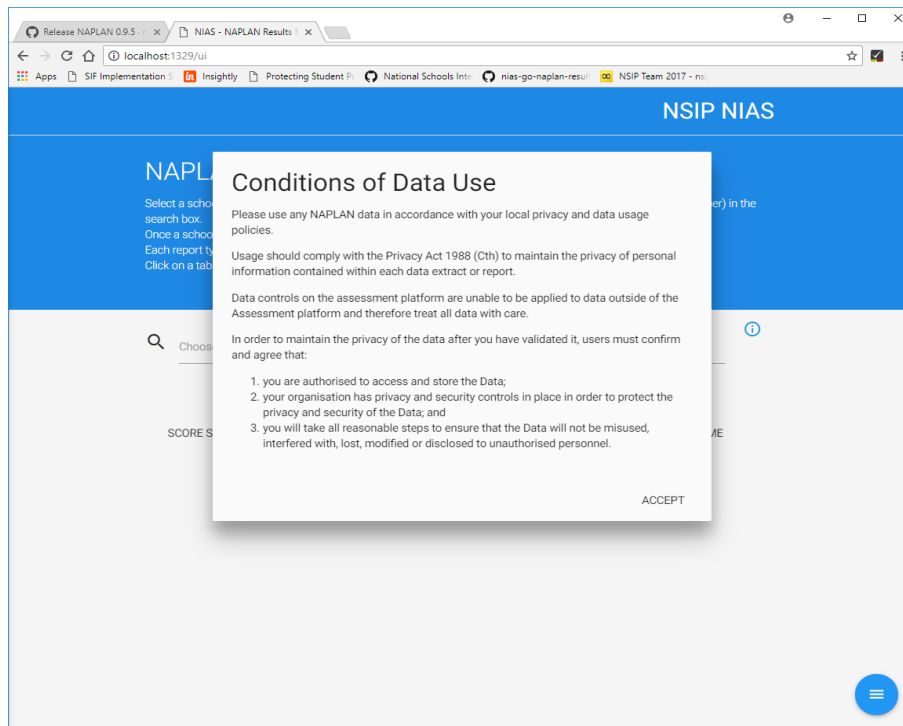 Release NAPLAN 0.9.5 -
NIAS - NAPLAN Results
localhost:1329/ui
Apps SIF Implementation Insightly Protecting Student National Schools Inte nias-go-naplan-resul NSIP Team 2017 -
NSIP NIAS
NAPLA
Conditions of Data Use
Select a in the
search box.
Once a
Each report
Click on a tab
Please use any NAPLAN data in accordance with your local privacy and data usage
policies.
Usage should comply with the Privacy Act 1988 (Cth) to maintain the privacy of personal
information contained within each data extract or report.
Data controls on the assessment platform are unable to be applied to data outside of the
Assessment platform and therefore treat all data with care.
In order to maintain the privacy of the data after you have validated it, users must confirm
and agree that:
1. you are authorised to access and store the Data;
2. your organisation has privacy and security controls in place in order to protect the
privacy and security of the Data; and
3. you will take all reasonable steps to ensure that the Data will not be misused,
interfered with, lost, modified or disclosed to unauthorised personnel.
ACCEPT
Choos
SCORE S
ME